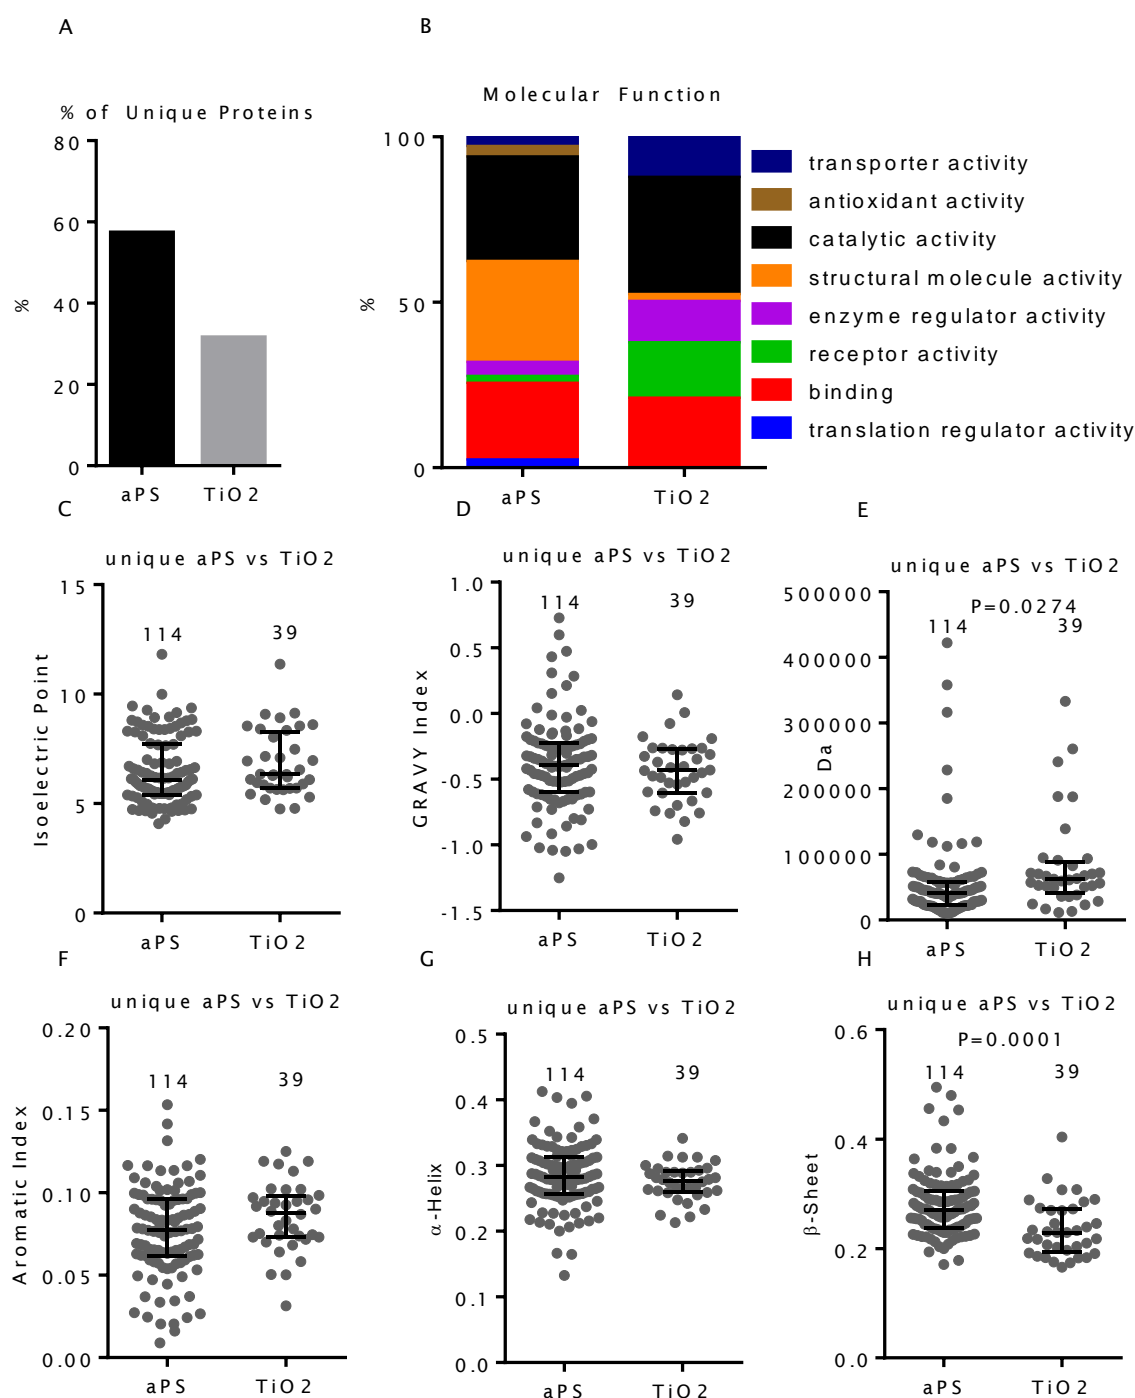 A
% of Unique Proteins
80
60
40
20
0
%
aPS
TiO2
B
Molecular Function
100
50
0
%
aPS
TiO2
transporter activity
antioxidant activity
catalytic activity
structural molecule activity
enzyme regulator activity
receptor activity
binding
translation regulator activity
C
unique aPS vs TiO2
15
10
5
0
Isoelectric Point
114
39
aPS
TiO2
D
unique aPS vs TiO2
1.0
0.5
0.0
-0.5
-1.0
-1.5
GRAVY Index
114
39
aPS
TiO2
E
unique aPS vs TiO2
P=0.0274
500000
400000
300000
200000
100000
0
Da
114
39
aPS
TiO2
F
unique aPS vs TiO2
0.20
0.15
0.10
0.05
0.00
Aromatic Index
114
39
aPS
TiO2
G
unique aPS vs TiO2
0.5
0.4
0.3
0.2
0.1
0.0
α-Helix
114
39
aPS
TiO2
H
unique aPS vs TiO2
P=0.0001
0.6
0.4
0.2
0.0
β-Sheet
114
39
aPS
TiO2